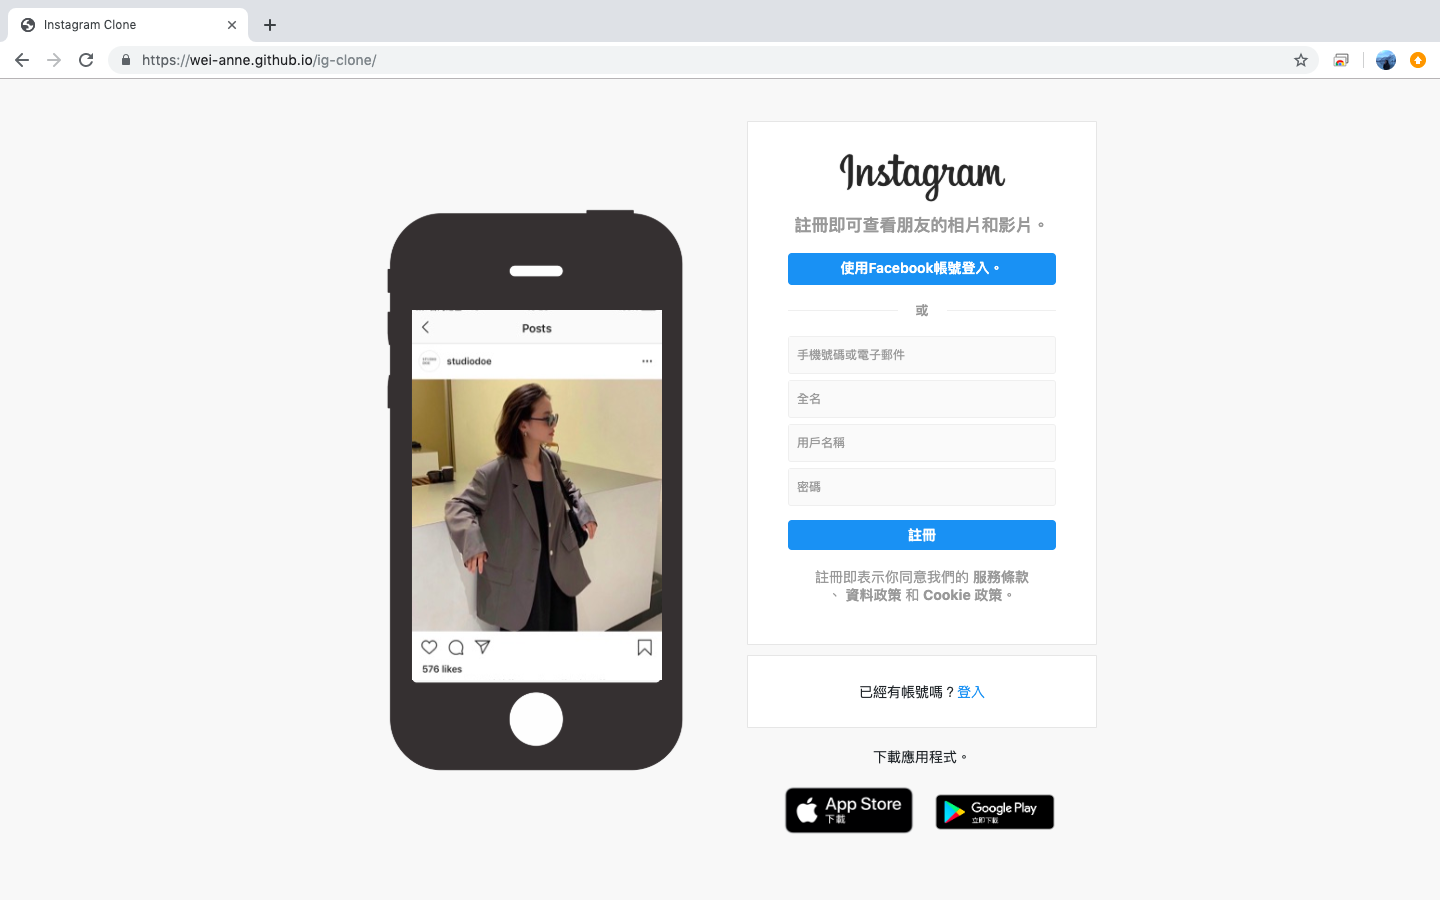 Instagram Clone
https://wei-anne.github.io/ig-clone/
Posts
studiodoe
576 likes
Instagram
註冊即可查看朋友的相片和影片。
使用Facebook帳號登入。
或
手機號碼或電子郵件
全名
用戶名稱
密碼
註冊
註冊即表示你同意我們的 服務條款
、 資料政策 和 Cookie 政策。
已經有帳號嗎？登入
下載應用程式。
App Store
下載
Google Play
立即下載